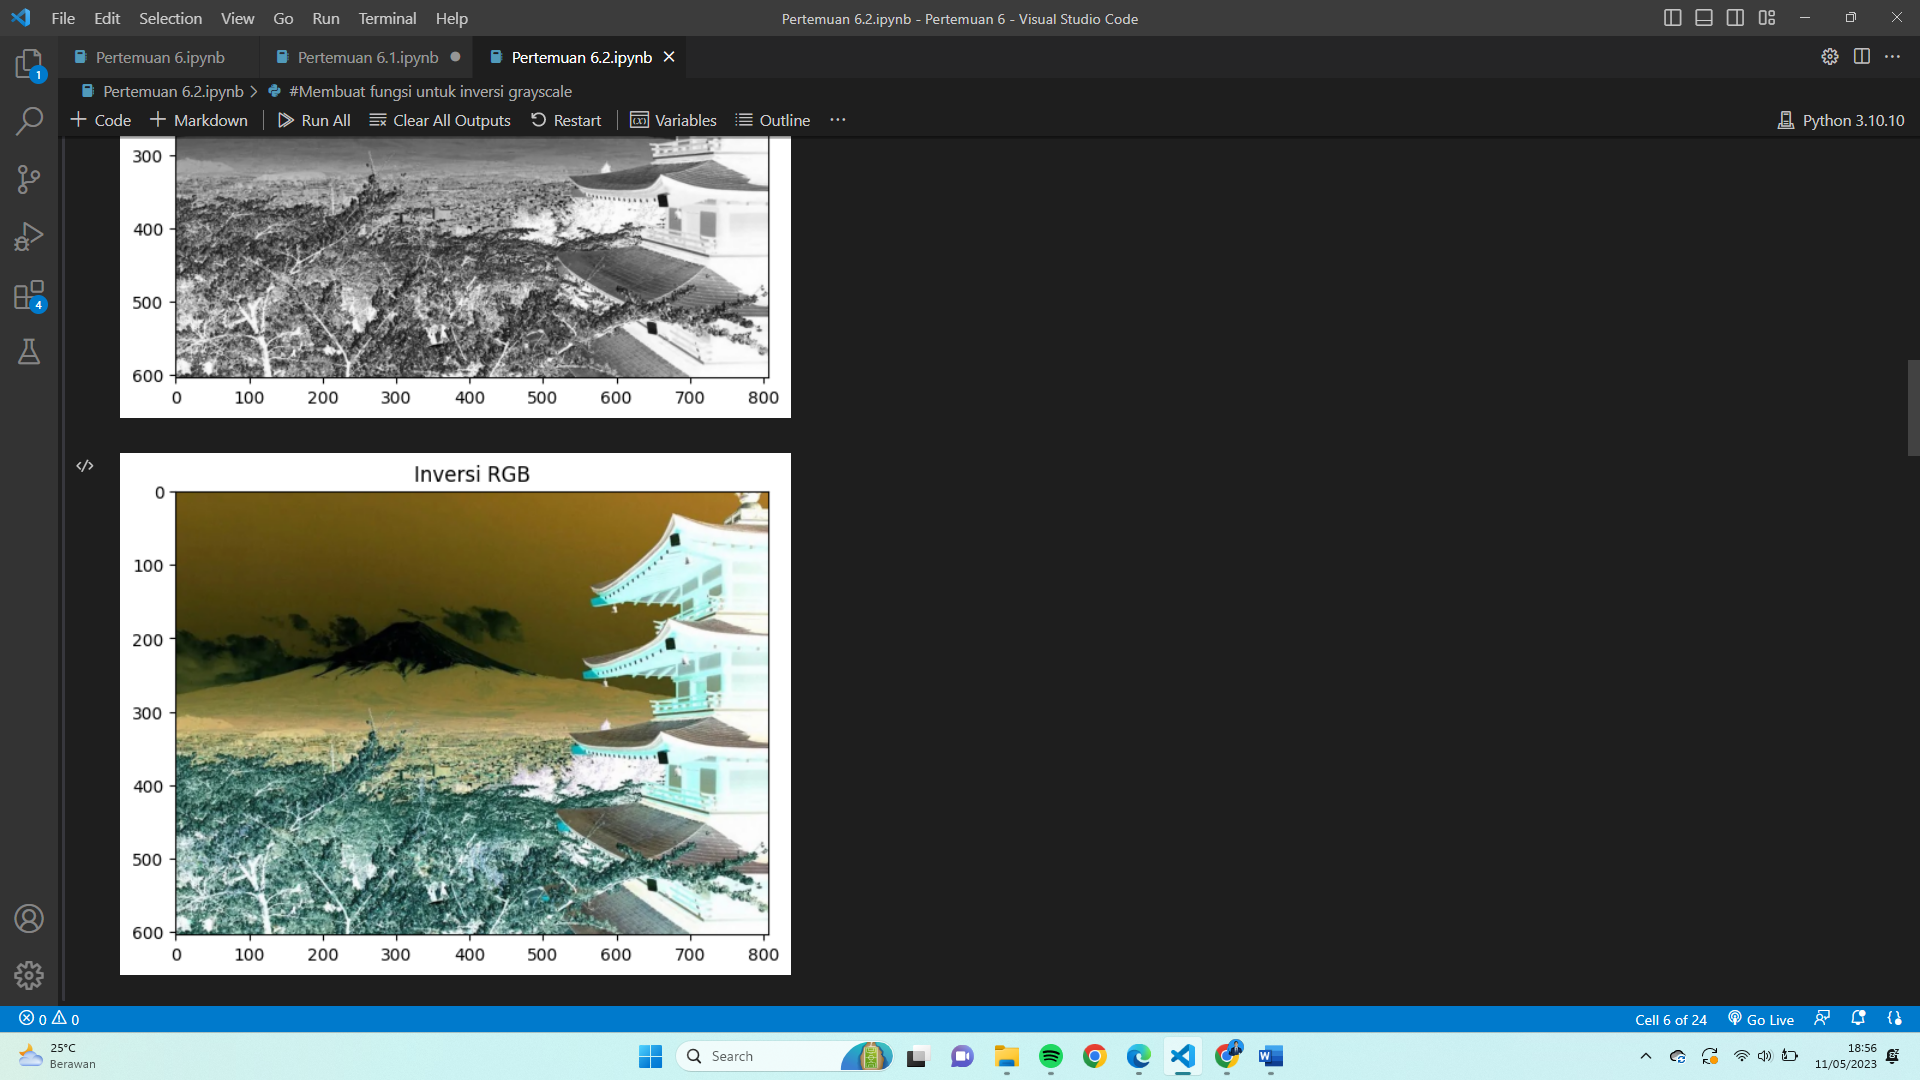 File Edit Selection View Go Run Terminal Help
Pertemuan 6.2.ipynb - Pertemuan 6 - Visual Studio Code
Pertemuan 6.ipynb
Pertemuan 6.1.ipynb
Pertemuan 6.2.ipynb
1
Pertemuan 6.2.ipynb > #Membuat fungsi untuk inversi grayscale
Code Markdown Run All Clear All Outputs Restart Variables Outline ...
Python 3.10.10
300
400
500
600
0 100 200 300 400 500 600 700 800
4
Inversi RGB
0
100
200
300
400
500
600
0 100 200 300 400 500 600 700 800
0 0
Cell 6 of 24 Go Live
25°C
Berawan
Search
18:56
11/05/2023